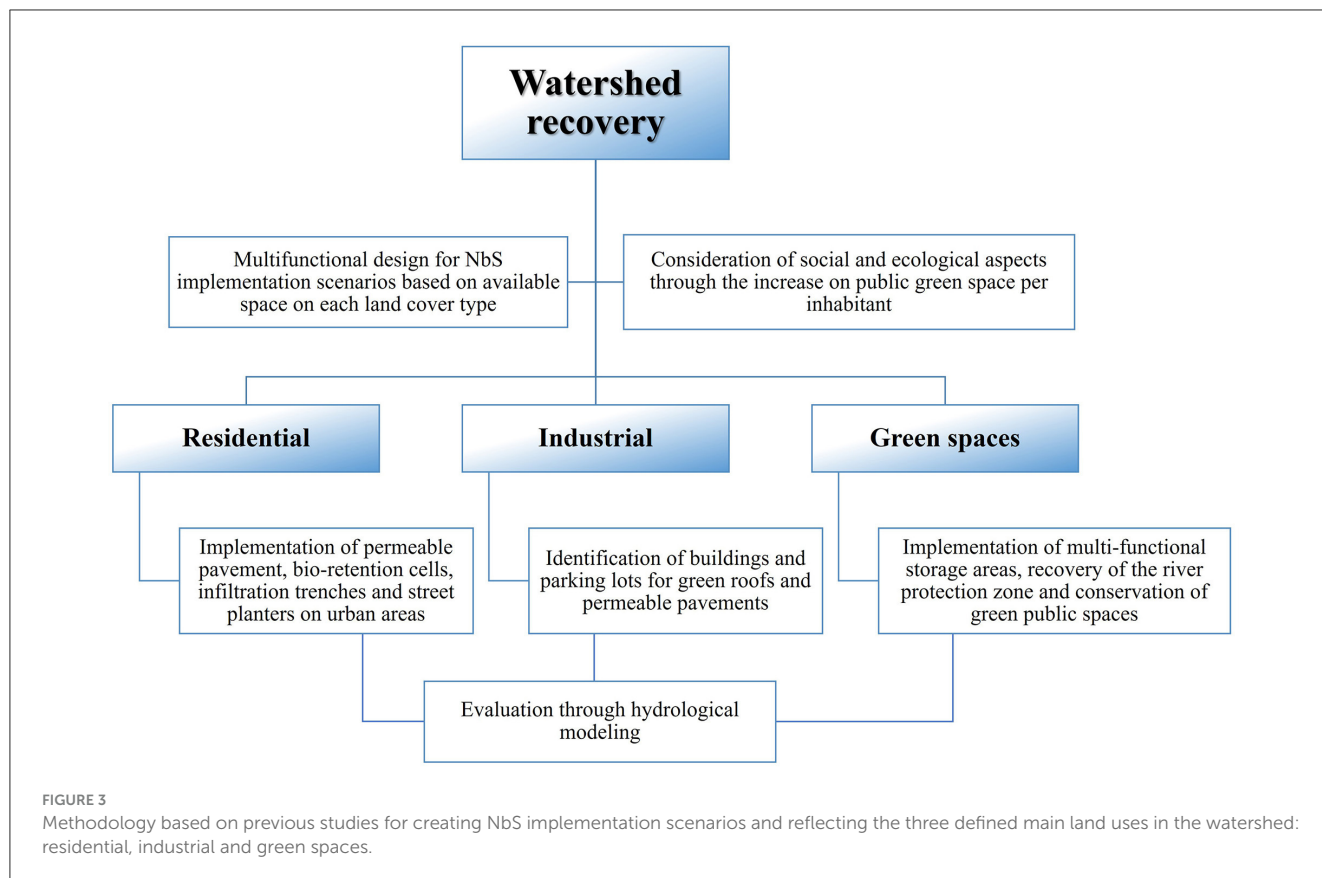 Watershed
recovery
Multifunctional design for NbS
implementation scenarios based on available
space on each land cover type
Consideration of social and ecological aspects
through the increase on public green space per
inhabitant
Residential
Industrial
Green spaces
Implementation of permeable
pavement, bio-retention cells,
infiltration trenches and street
planters on urban areas
Identification of buildings and
parking lots for green roofs and
permeable pavements
Implementation of multi-functional
storage areas, recovery of the river
protection zone and conservation of
green public spaces
Evaluation through hydrological
modeling
FIGURE 3
Methodology based on previous studies for creating NbS implementation scenarios and reflecting the three defined main land uses in the watershed:
residential, industrial and green spaces.